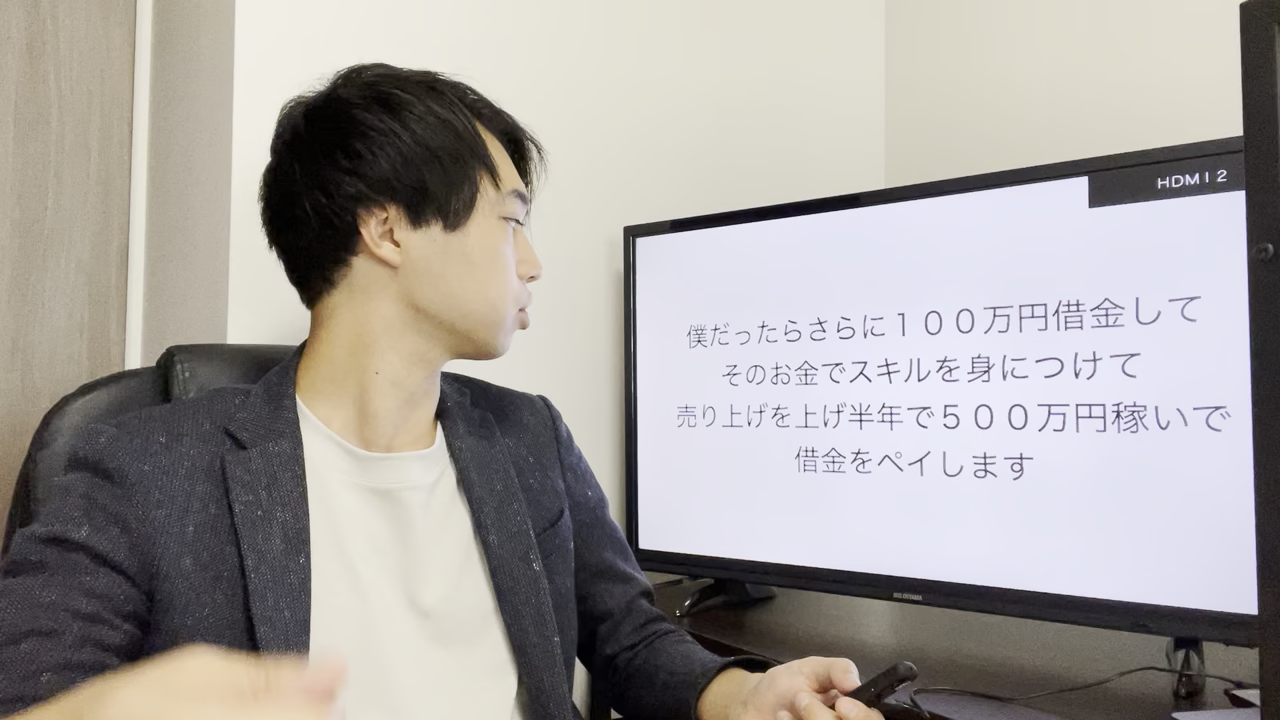 HDMI2
僕だったらさらに１００万円借金して
そのお金でスキルを身につけて
売り上げを上げ半年で５００万円稼いで
借金をペイします
IRIS OHYAMA